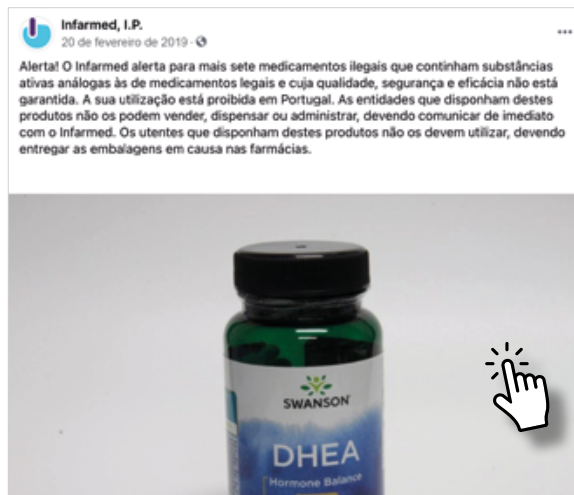 Infarmed, I.P.
20 de fevereiro de 2019 ·
Alerta! O Infarmed alerta para mais sete medicamentos ilegais que continham substâncias
ativas análogas às de medicamentos legais e cuja qualidade, segurança e eficácia não está
garantida. A sua utilização está proibida em Portugal. As entidades que disponham destes
produtos não os podem vender, dispensar ou administrar, devendo comunicar de imediato
com o Infarmed. Os utentes que disponham destes produtos não os devem utilizar, devendo
entregar as embalagens em causa nas farmácias.
SWANSON
DHEA
Hormone Balance